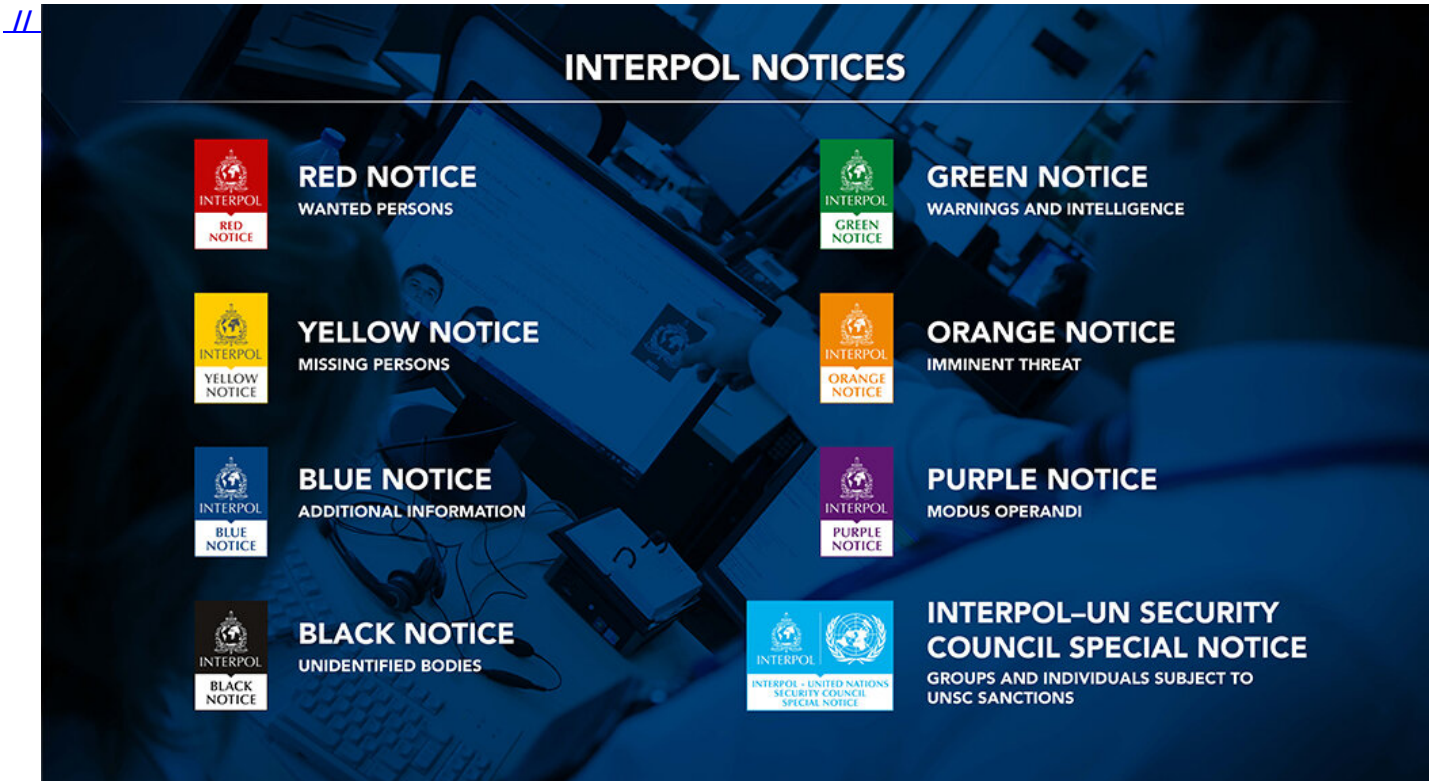 //
INTERPOL NOTICES
INTERPOL
RED
NOTICE
RED NOTICE
WANTED PERSONS
INTERPOL
GREEN
NOTICE
GREEN NOTICE
WARNINGS AND INTELLIGENCE
INTERPOL
YELLOW
NOTICE
YELLOW NOTICE
MISSING PERSONS
INTERPOL
ORANGE
NOTICE
ORANGE NOTICE
IMMINENT THREAT
INTERPOL
BLUE
NOTICE
BLUE NOTICE
ADDITIONAL INFORMATION
INTERPOL
PURPLE
NOTICE
PURPLE NOTICE
MODUS OPERANDI
INTERPOL
BLACK
NOTICE
BLACK NOTICE
UNIDENTIFIED BODIES
INTERPOL
INTERPOL - UNITED NATIONS
SECURITY COUNCIL
SPECIAL NOTICE
INTERPOL–UN SECURITY
COUNCIL SPECIAL NOTICE
GROUPS AND INDIVIDUALS SUBJECT TO
UNSC SANCTIONS